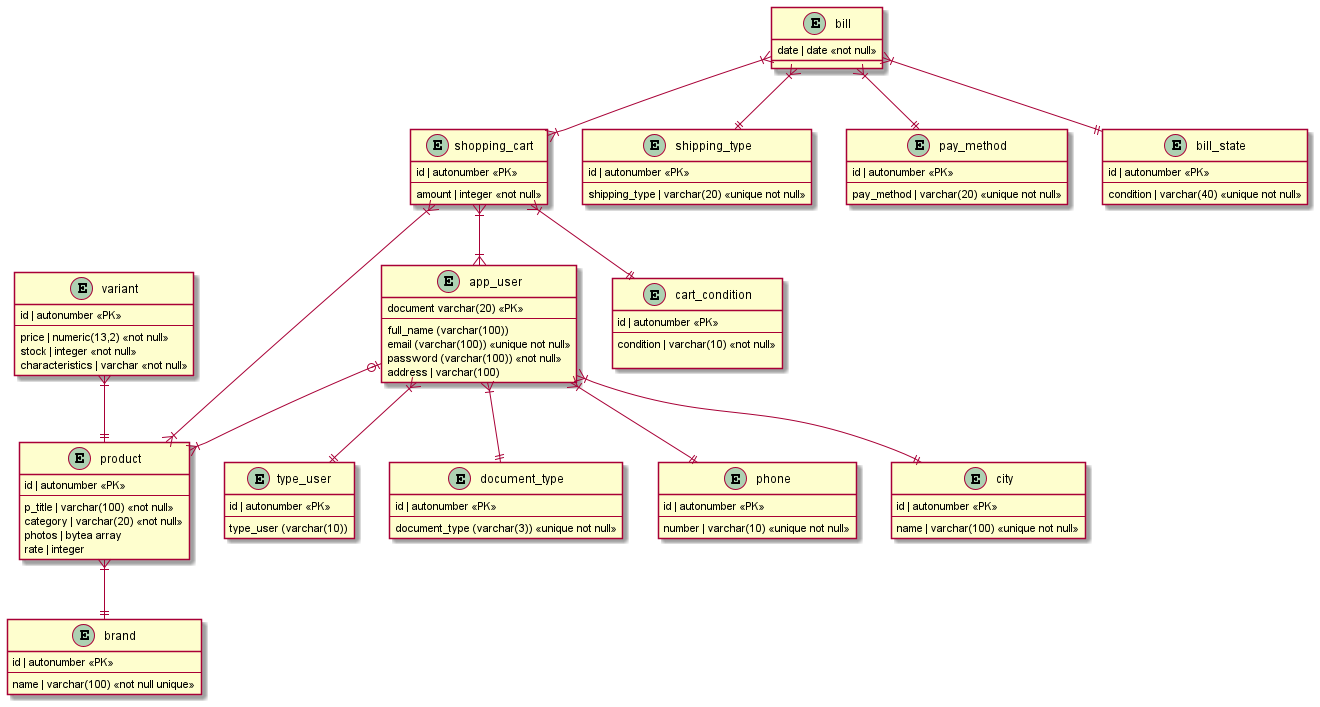 E bill
date | date «not null»
E shopping_cart
id | autonumber «PK»
amount | integer «not null»
E shipping_type
id | autonumber «PK»
shipping_type | varchar(20) «unique not null»
E pay_method
id | autonumber «PK»
pay_method | varchar(20) «unique not null»
E bill_state
id | autonumber «PK»
condition | varchar(40) «unique not null»
E variant
id | autonumber «PK»
price | numeric(13,2) «not null»
stock | integer «not null»
characteristics | varchar «not null»
E app_user
document varchar(20) «PK»
full_name (varchar(100))
email (varchar(100)) «unique not null»
password (varchar(100)) «not null»
address | varchar(100)
E cart_condition
id | autonumber «PK»
condition | varchar(10) «not null»
E product
id | autonumber «PK»
p_title | varchar(100) «not null»
category | varchar(20) «not null»
photos | bytea array
rate | integer
E type_user
id | autonumber «PK»
type_user (varchar(10))
E document_type
id | autonumber «PK»
document_type (varchar(3)) «unique not null»
E phone
id | autonumber «PK»
number | varchar(10) «unique not null»
E city
id | autonumber «PK»
name | varchar(100) «unique not null»
E brand
id | autonumber «PK»
name | varchar(100) «not null unique»